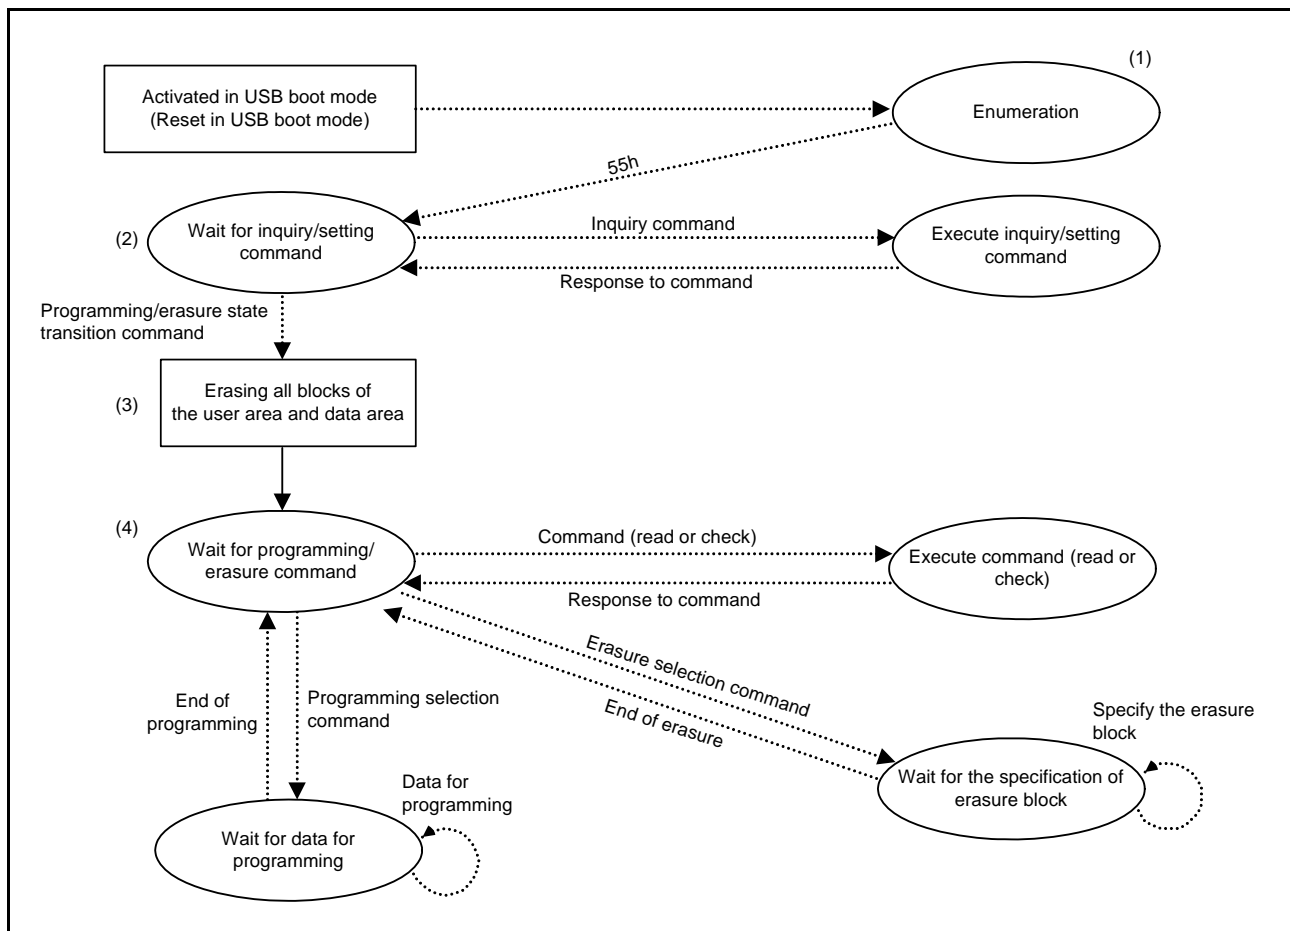 (1)
Activated in USB boot mode
(Reset in USB boot mode)
Enumeration
55h
(2)
Wait for inquiry/setting
command
Inquiry command
Response to command
Execute inquiry/setting
command
Programming/erasure state
transition command
(3)
Erasing all blocks of
the user area and data area
(4)
Wait for programming/
erasure command
Command (read or check)
Response to command
Execute command (read or
check)
Erasure selection command
End of erasure
End of
programming
Programming selection
command
Specify the erasure
block
Wait for the specification of
erasure block
Data for
programming
Wait for data for
programming